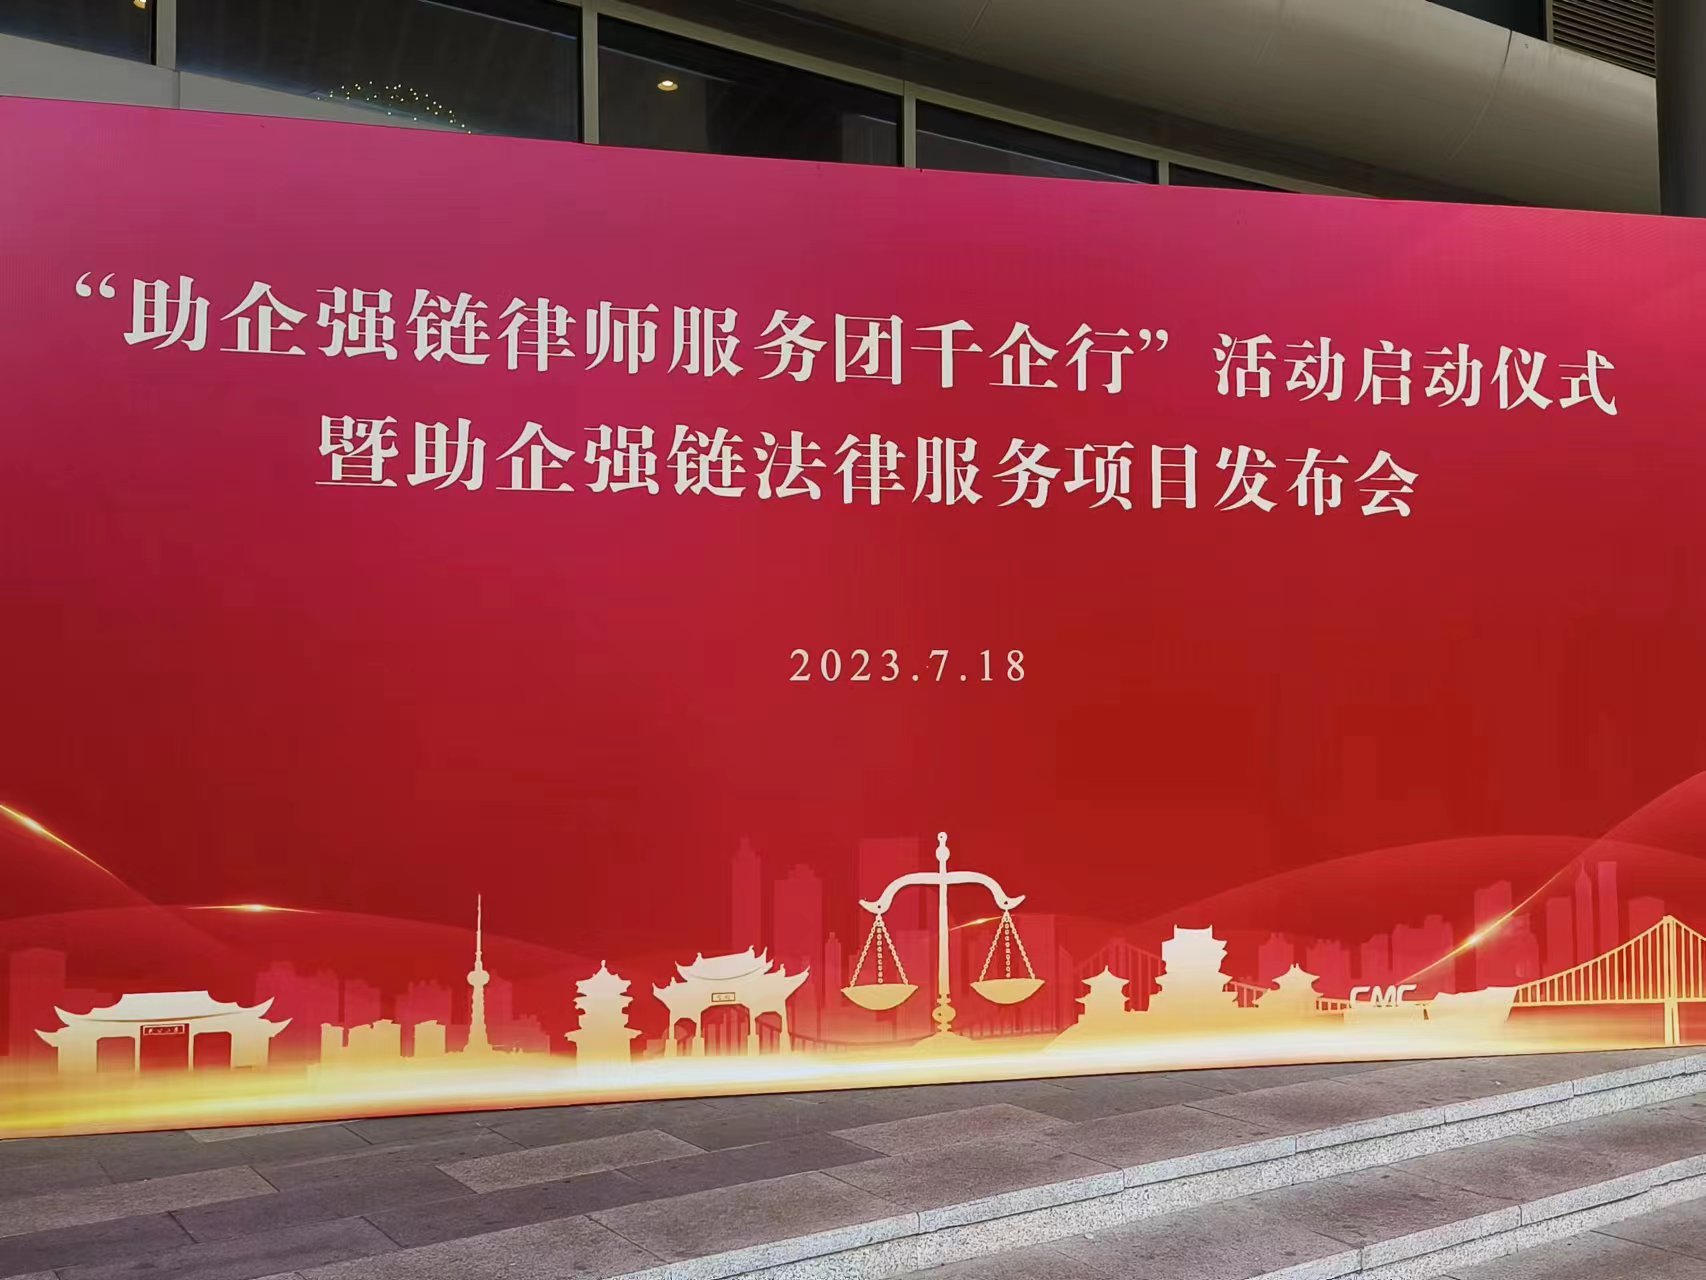 “助企强链律师服务团千企行”活动启动仪式
暨助企强链法律服务项目发布会
2023.7.18
CMC